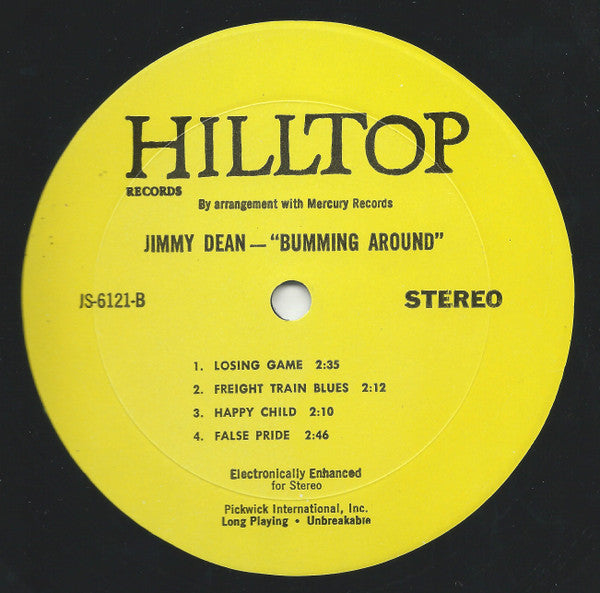 HILLTOP
RECORDS
By arrangement with Mercury Records
JIMMY DEAN — "BUMMING AROUND"
JS-6121-B
STEREO
1. LOSING GAME 2:35
2. FREIGHT TRAIN BLUES 2:12
3. HAPPY CHILD 2:10
4. FALSE PRIDE 2:46
Electronically Enhanced
for Stereo
Pickwick International, Inc.
Long Playing • Unbreakable